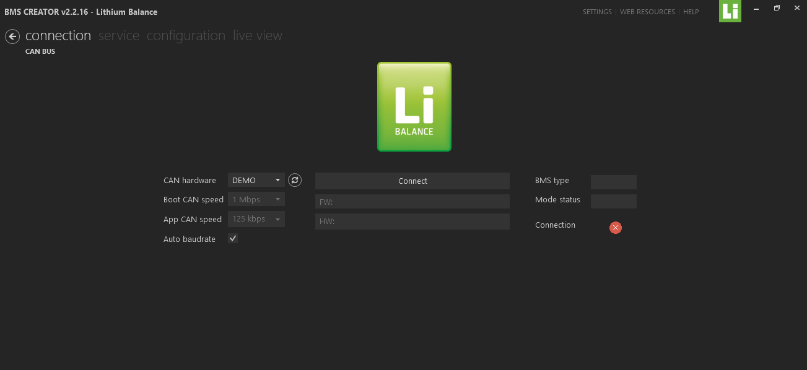 BMS CREATOR v2.2.16 - Lithium Balance
SETTINGS | WEB RESOURCES | HELP
Li
connection service configuration live view
CAN BUS
Li
BALANCE
CAN hardware DEMO
Connect
BMS type
Boot CAN speed 1 Mbps
FW:
Mode status
App CAN speed 125 kbps
HW:
Connection
Auto baudrate